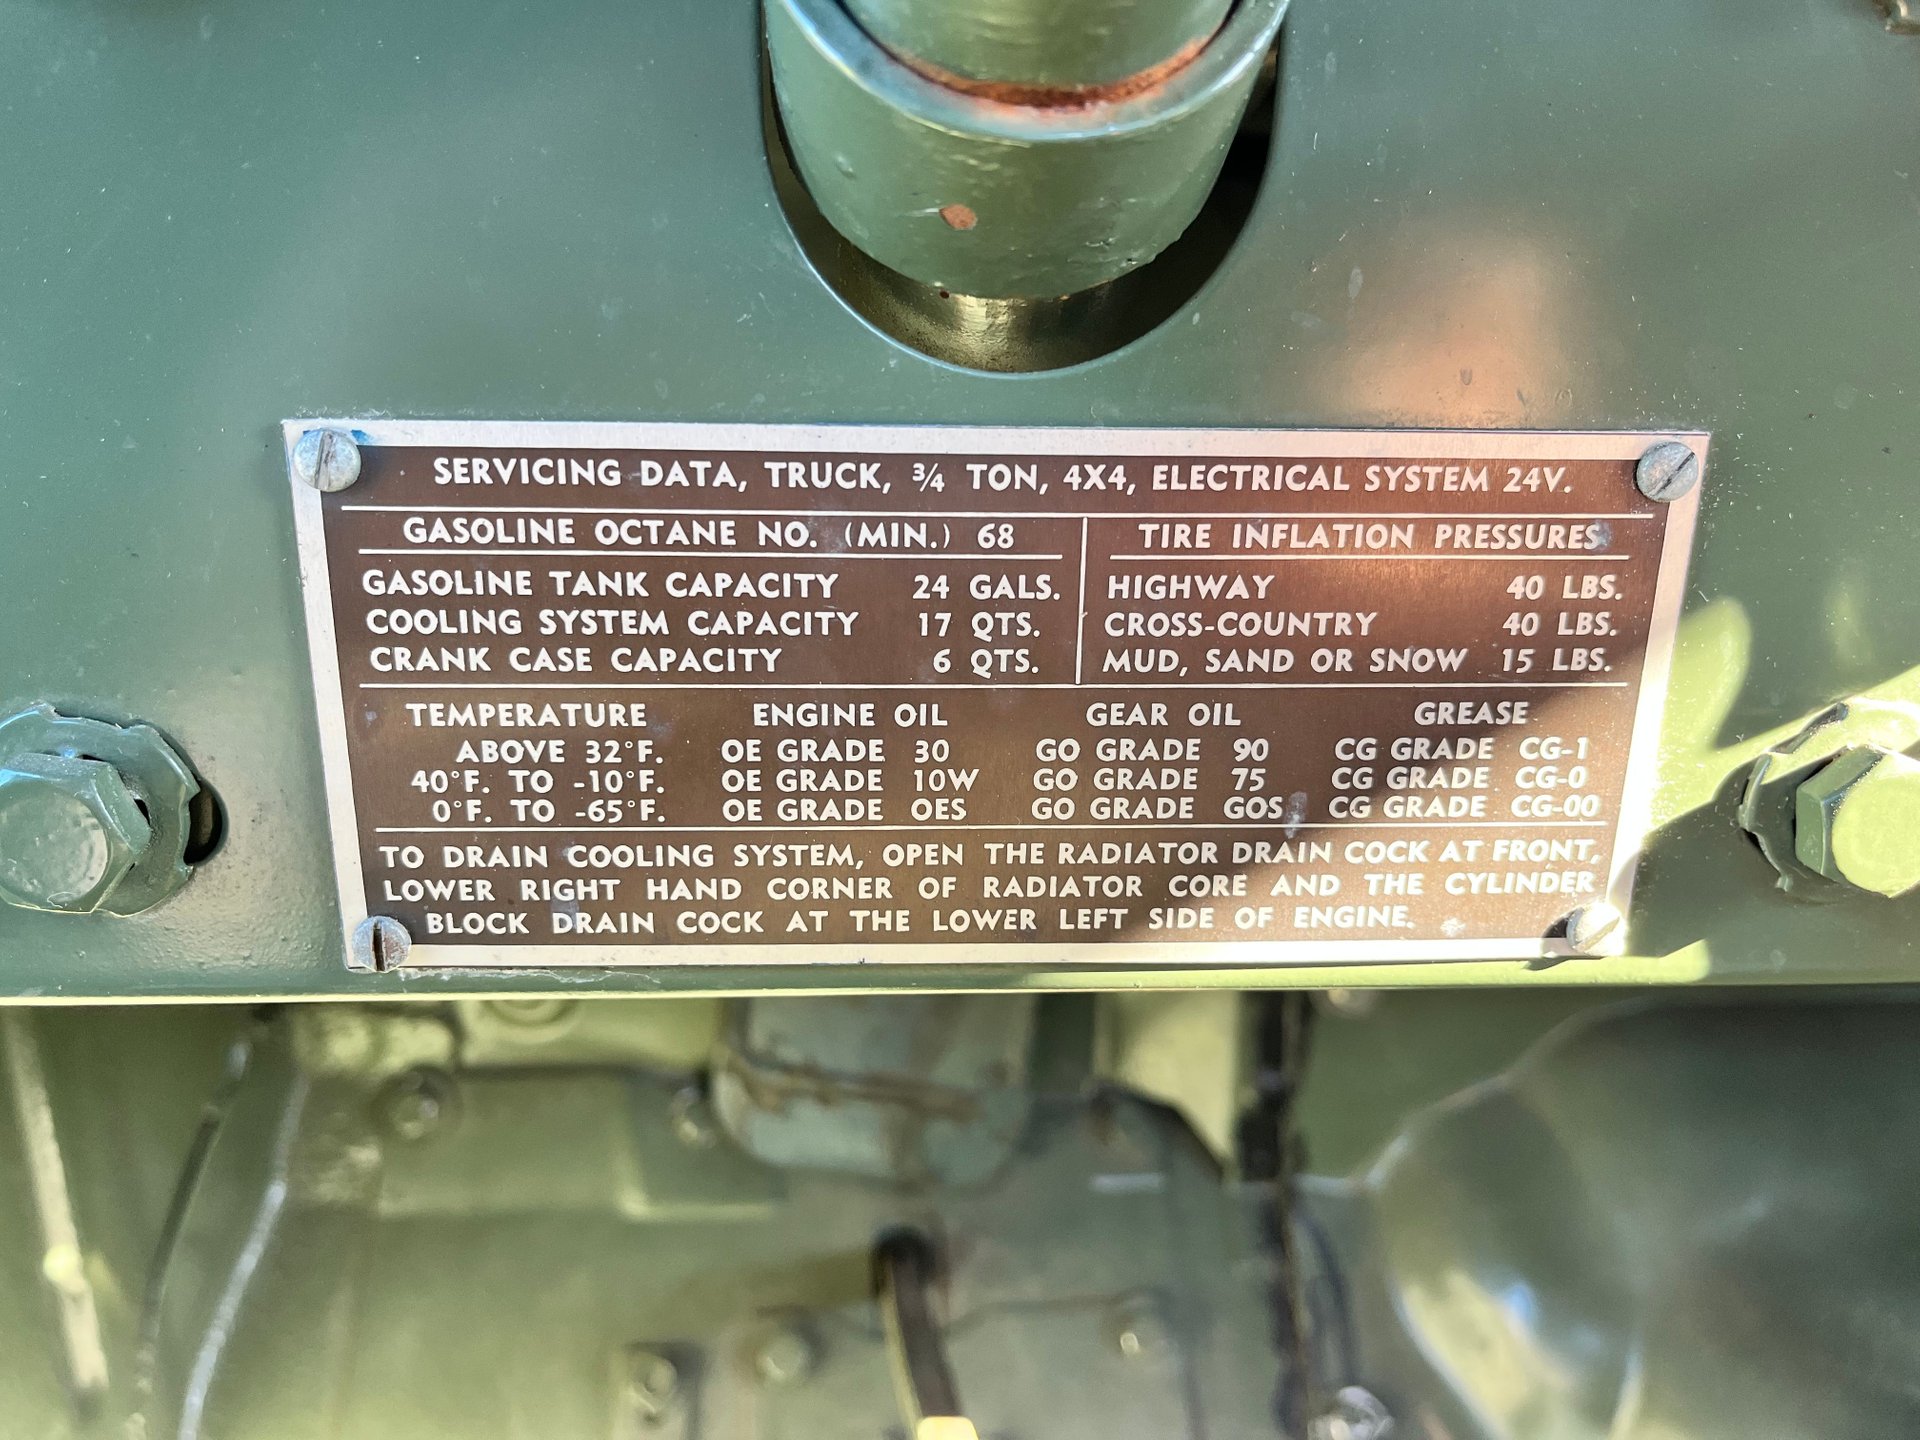 SERVICING DATA, TRUCK, ¾ TON, 4X4, ELECTRICAL SYSTEM 24V.
GASOLINE OCTANE NO. (MIN.) 68
GASOLINE TANK CAPACITY 24 GALS.
COOLING SYSTEM CAPACITY 17 QTS.
CRANK CASE CAPACITY 6 QTS.
TIRE INFLATION PRESSURES
HIGHWAY 40 LBS.
CROSS-COUNTRY 40 LBS.
MUD, SAND OR SNOW 15 LBS.
TEMPERATURE ENGINE OIL GEAR OIL GREASE
ABOVE 32°F. OE GRADE 30 GO GRADE 90 CG GRADE CG-1
40°F. TO -10°F. OE GRADE 10W GO GRADE 75 CG GRADE CG-0
0°F. TO -65°F. OE GRADE OES GO GRADE GOS CG GRADE CG-00
TO DRAIN COOLING SYSTEM, OPEN THE RADIATOR DRAIN COCK AT FRONT,
LOWER RIGHT HAND CORNER OF RADIATOR CORE AND THE CYLINDER
BLOCK DRAIN COCK AT THE LOWER LEFT SIDE OF ENGINE.